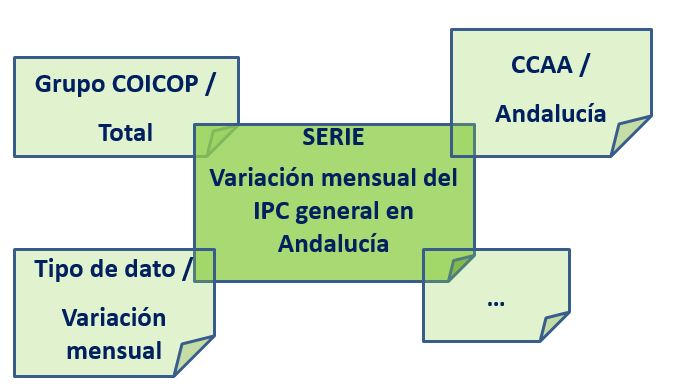 Grupo COICOP /
Total
CCAA /
Andalucía
SERIE
Variación mensual del
IPC general en
Andalucía
Tipo de dato /
Variación
mensual
...